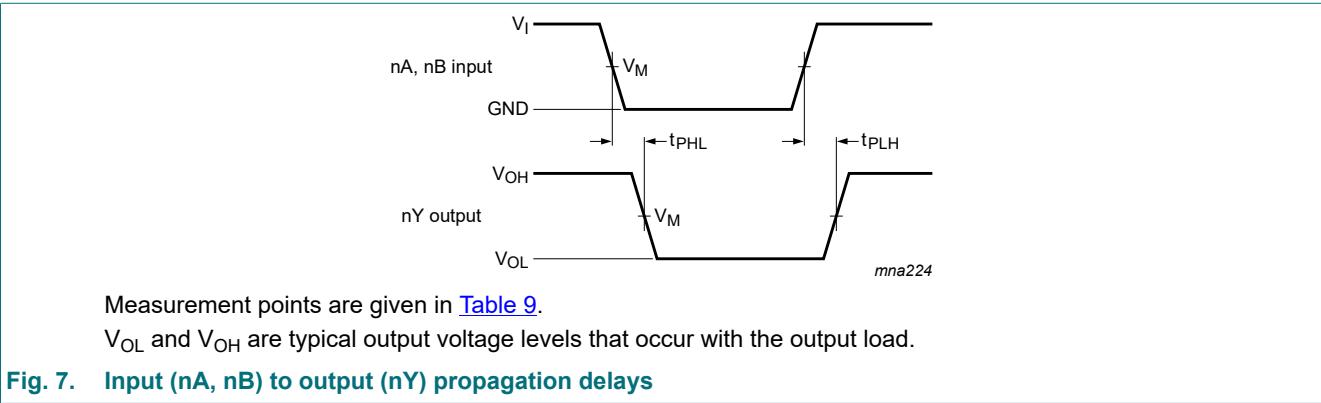 VI
nA, nB input
VM
GND
tPHL
tPLH
VOH
nY output
VM
VOL
mna224
Measurement points are given in Table 9.
VOL and VOH are typical output voltage levels that occur with the output load.
Fig. 7. Input (nA, nB) to output (nY) propagation delays